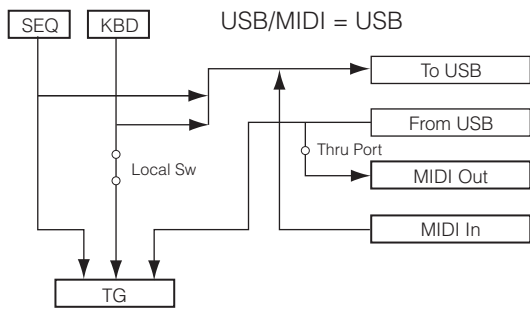 SEQ
KBD
USB/MIDI = USB
To USB
From USB
Thru Port
Local Sw
MIDI Out
MIDI In
TG